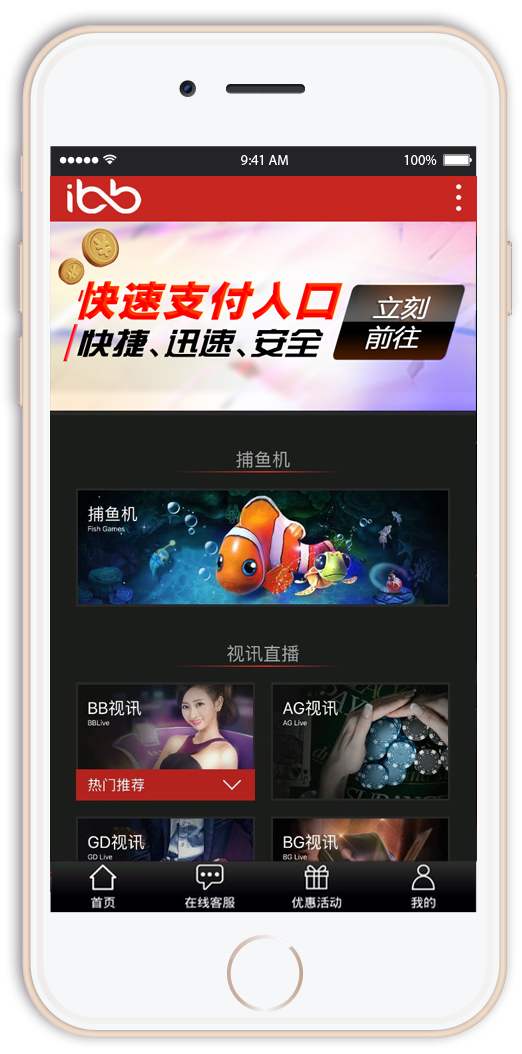 9:41 AM
100%
ibb
快速支付人口
快捷、迅速、安全
立刻
前往
捕鱼机
捕鱼机
Fish Games
视讯直播
BB视讯
BBLive
热门推荐
AG视讯
AG Live
GD视讯
GD Live
BG视讯
BG Live
首页
在线客服
优惠活动
我的